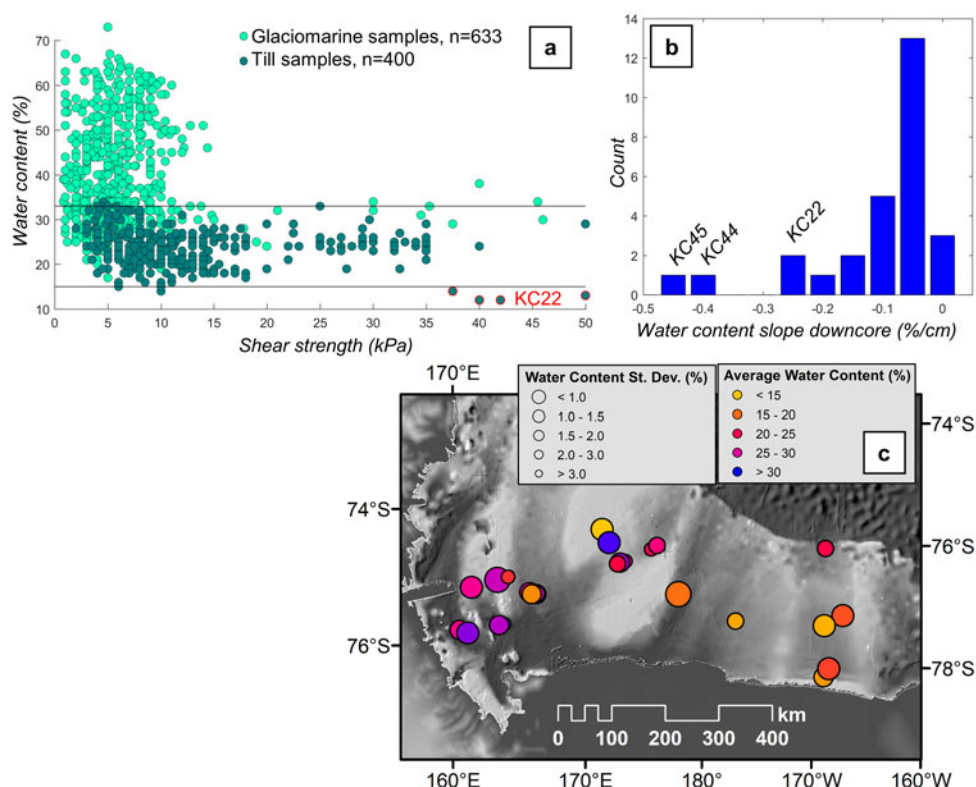 Glaciomarine samples, n=633
Till samples, n=400
a
Water content (%)
70
60
50
40
30
20
10
KC22
0 5 10 15 20 25 30 35 40 45 50
Shear strength (kPa)
b
Count
14
12
10
8
6
4
2
0
KC45
KC44
KC22
-0.5 -0.4 -0.3 -0.2 -0.1 0
Water content slope downcore (%/cm)
170°E
Water Content St. Dev. (%)
< 1.0
1.0 - 1.5
1.5 - 2.0
2.0 - 3.0
> 3.0
Average Water Content (%)
< 15
15 - 20
20 - 25
25 - 30
> 30
c
74°S
76°S
74°S
76°S
78°S
km
0 100 200 300 400
160°E 170°E 180° 170°W 160°W